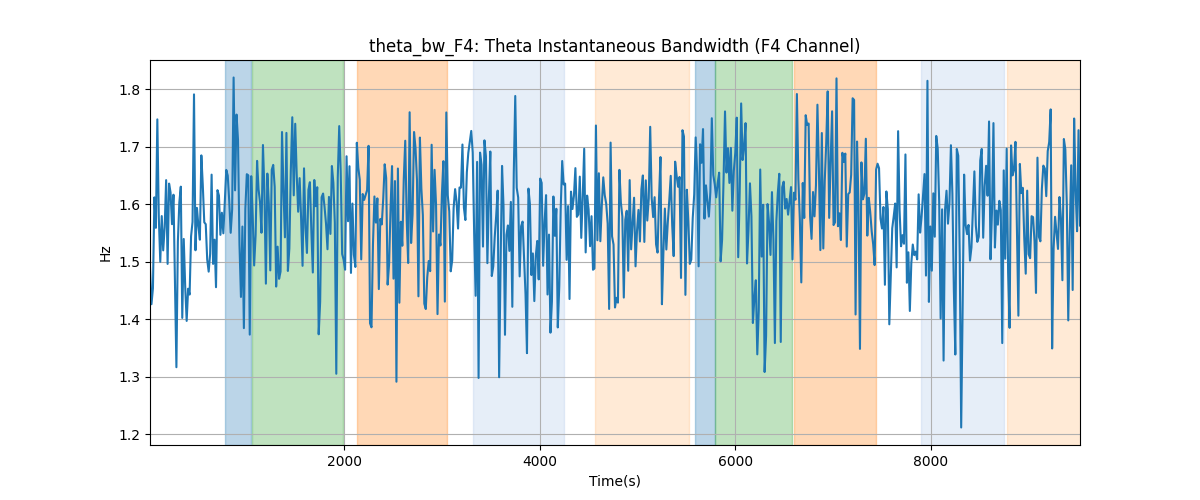 theta_bw_F4: Theta Instantaneous Bandwidth (F4 Channel)
1.8
1.7
1.6
1.5
1.4
1.3
1.2
Hz
2000 4000 6000 8000
Time(s)